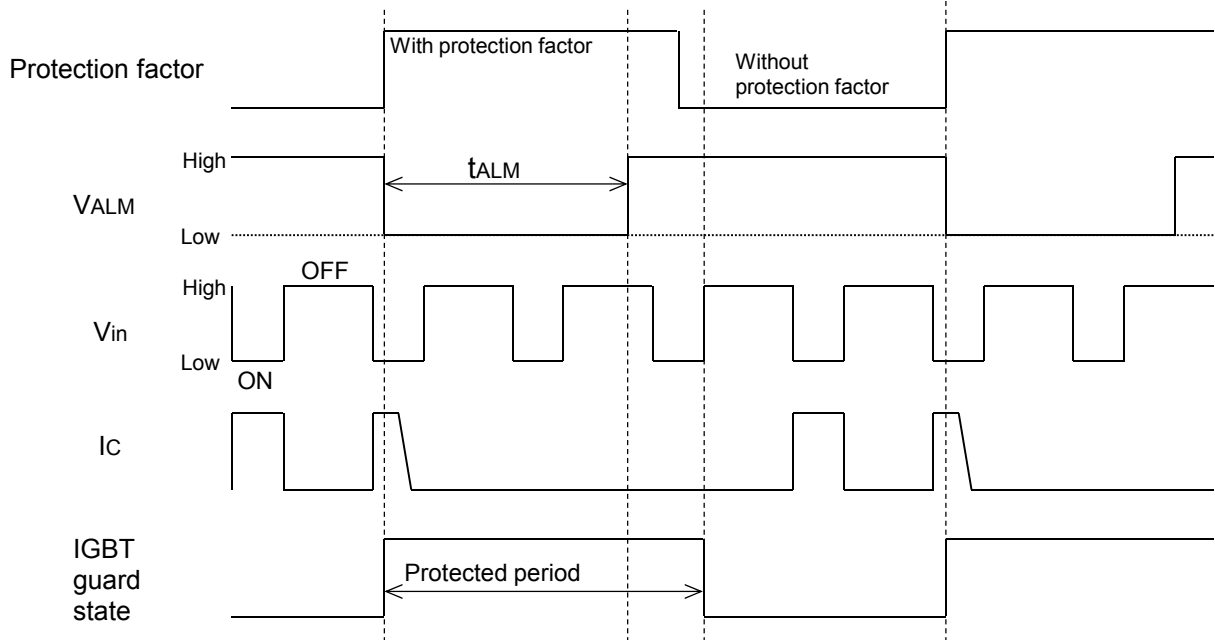 With protection factor
Protection factor
Without
protection factor
High
tALM
VALM
Low
OFF
High
Vin
Low
ON
IC
IGBT
guard
state
Protected period